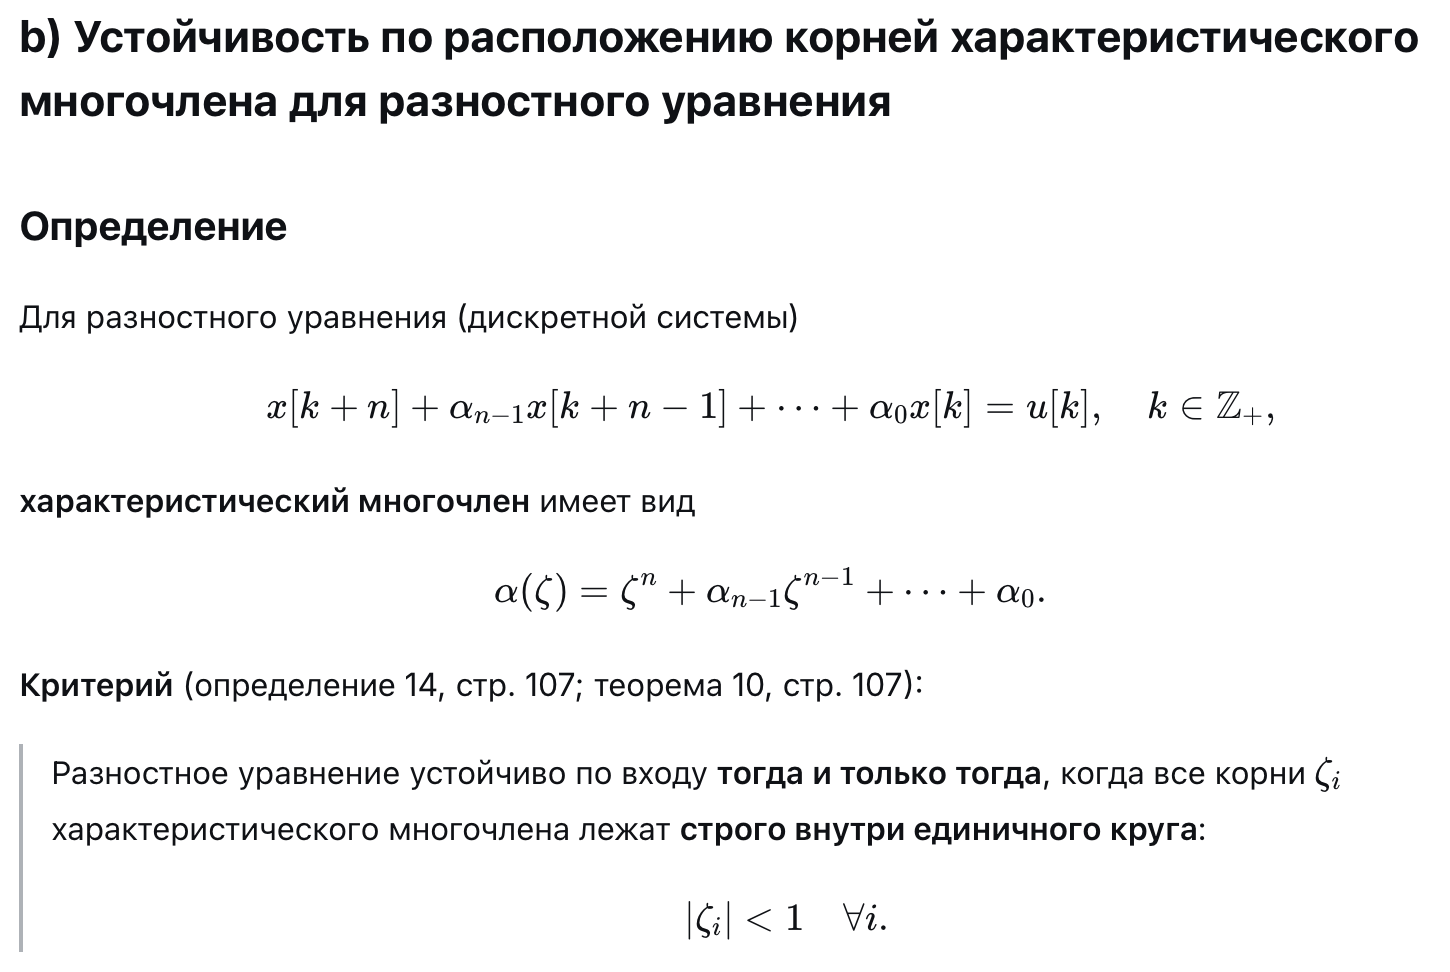 b) Устойчивость по расположению корней характеристического
многочлена для разностного уравнения
Определение
Для разностного уравнения (дискретной системы)
x[k + n] + α_{n−1}x[k + n − 1] + ⋯ + α_0x[k] = u[k],  k ∈ ℤ_+,
характеристический многочлен имеет вид
α(ζ) = ζ^n + α_{n−1}ζ^{n−1} + ⋯ + α_0.
Критерий (определение 14, стр. 107; теорема 10, стр. 107):
Разностное уравнение устойчиво по входу тогда и только тогда, когда все корни ζ_i
характеристического многочлена лежат строго внутри единичного круга:
|ζ_i| < 1  ∀i.